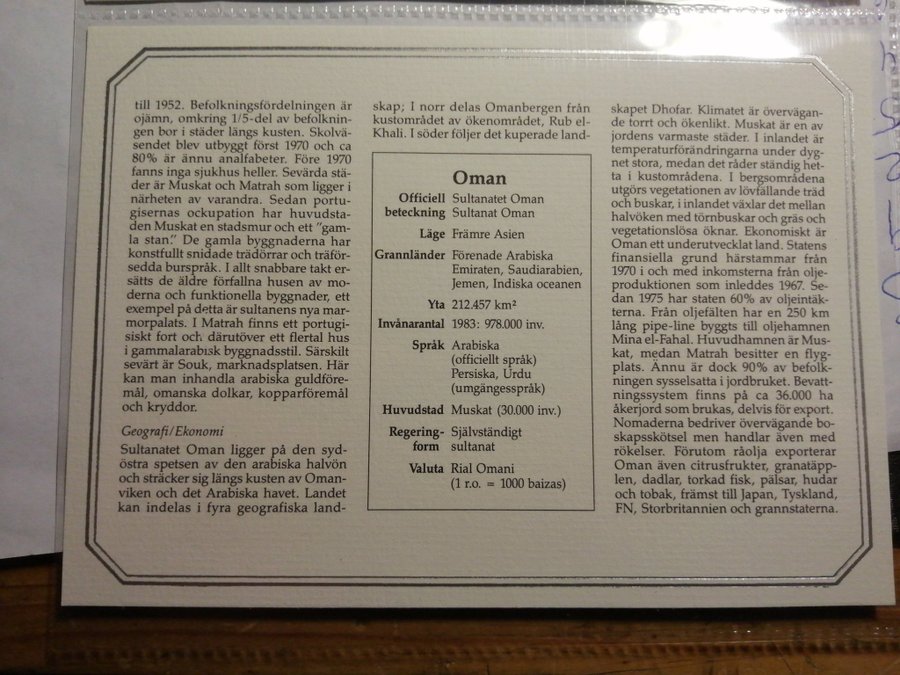 till 1952. Befolkningsfördelningen är
ojämn, omkring 1/5-del av befolknin-
gen bor i städer längs kusten. Skolvä-
sendet blev utbyggt först 1970 och ca
80% är ännu analfabeter. Före 1970
fanns inga sjukhus heller. Sevärda stä-
der är Muskat och Matrah som ligger i
närheten av varandra. Sedan portu-
gisernas ockupation har huvudsta-
den Muskat en stadsmur och ett "gam-
la stan." De gamla byggnaderna har
konstfullt snidade trädörrar och träför-
sedda burspråk. I allt snabbare takt er-
sätts de äldre förfallna husen av mo-
derna och funktionella byggnader, ett
exempel på detta är sultanens nya mar-
morpalats. I Matrah finns ett portugi-
siskt fort och därutöver ett flertal hus
i gammalarabisk byggnadsstil. Särskilt
sevärt är Souk, marknadsplatsen. Här
kan man inhandla arabiska guldföre-
mål, omanska dolkar, kopparföremål
och kryddor.
Geografi/Ekonomi
Sultanatet Oman ligger på den syd-
östra spetsen av den arabiska halvön
och sträcker sig längs kusten av Oman-
viken och det Arabiska havet. Landet
kan indelas i fyra geografiska land-
skap; I norr delas Omanbergen från
kustområdet av ökenområdet, Rub el-
Khali. I söder följer det kuperade land-
Oman
Officiell beteckning Sultanatet Oman
Sultanat Oman
Läge Främre Asien
Grannländer Förenade Arabiska
Emiraten, Saudiarabien,
Jemen, Indiska oceanen
Yta 212.457 km²
Invånarantal 1983: 978.000 inv.
Språk Arabiska
(officiellt språk)
Persiska, Urdu
(umgängesspråk)
Huvudstad Muskat (30.000 inv.)
Regering- Självständigt
form sultanat
Valuta Rial Omani
(1 r.o. = 1000 baizas)
skapet Dhofar. Klimatet är övervägan-
de torrt och ökenlikt. Muskat är en av
jordens varmaste städer. I inlandet är
temperaturförändringarna under dyg-
net stora, medan det råder ständig het-
ta i kustområdena. I bergsområdena
utgörs vegetationen av lövfällande träd
och buskar, i inlandet växlar det mellan
halvöken med törnbuskar och gräs och
vegetationslösa öknar. Ekonomiskt är
Oman ett underutvecklat land. Statens
finansiella grund härstammar från
1970 i och med inkomsterna från olje-
produktionen som inleddes 1967. Se-
dan 1975 har staten 60% av oljeintäk-
terna. Från oljefälten har en 250 km
lång pipe-line byggts till oljehamnen
Mina el-Fahal. Huvudhamnen är Mus-
kat, medan Matrah besitter en flyg-
plats. Ännu är dock 90% av befolk-
ningen sysselsatta i jordbruket. Bevatt-
ningssystem finns på ca 36.000 ha
åkerjord som brukas, delvis för export.
Nomaderna bedriver övervägande bo-
skapsskötsel men handlar även med
rökelser. Förutom råolja exporterar
Oman även citrusfrukter, granatäpp-
len, dadlar, torkad fisk, pälsar, hudar
och tobak, främst till Japan, Tyskland,
FN, Storbritannien och grannstaterna.